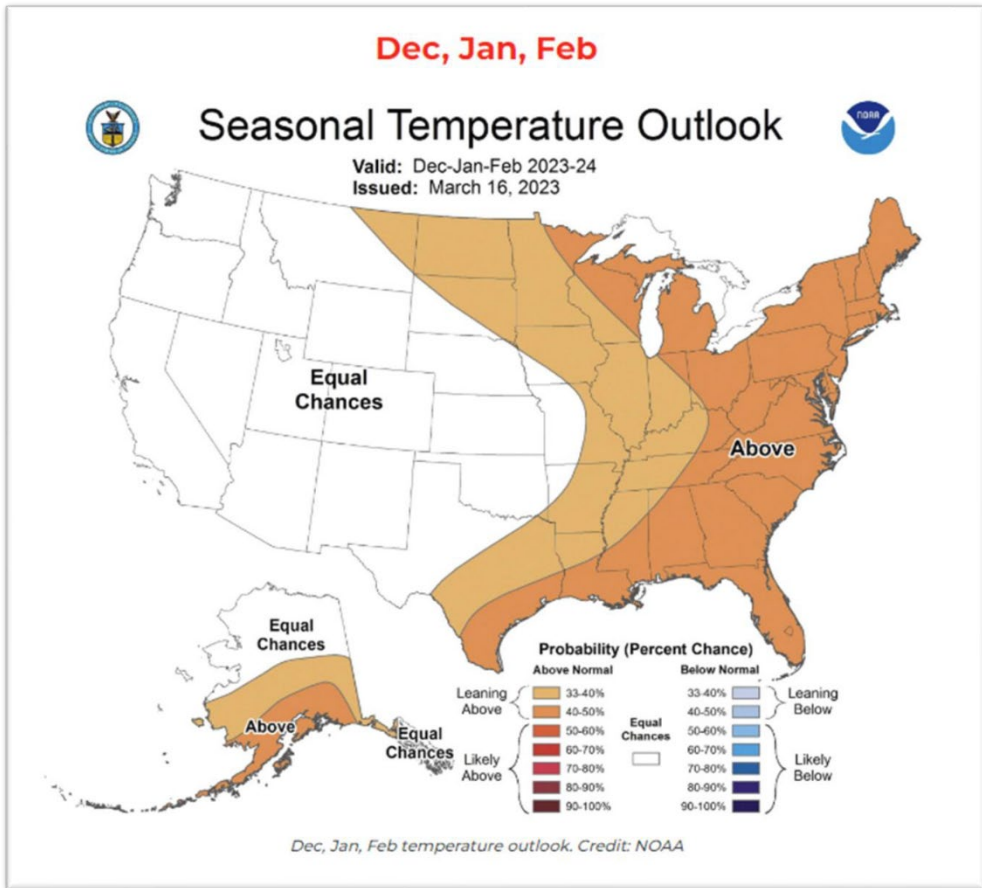 Dec, Jan, Feb
NOAA
Seasonal Temperature Outlook
Valid: Dec-Jan-Feb 2023-24
Issued: March 16, 2023
Equal
Chances
Above
Equal
Chances
Above
Equal
Chances
Probability (Percent Chance)
Above Normal
Below Normal
Leaning
Above
33-40%
40-50%
Likely
Above
50-60%
60-70%
70-80%
80-90%
90-100%
Equal
Chances
33-40%
40-50%
Leaning
Below
50-60%
60-70%
70-80%
80-90%
90-100%
Likely
Below
Dec, Jan, Feb temperature outlook. Credit: NOAA